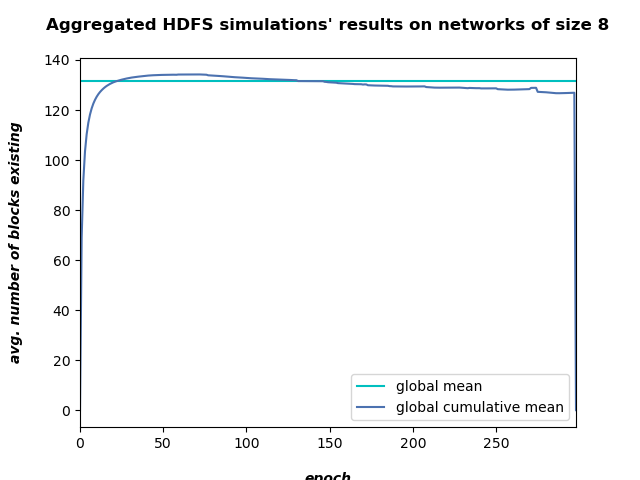 Aggregated HDFS simulations' results on networks of size 8
140
120
100
80
60
40
20
0
avg. number of blocks existing
global mean
global cumulative mean
0 50 100 150 200 250
epoch